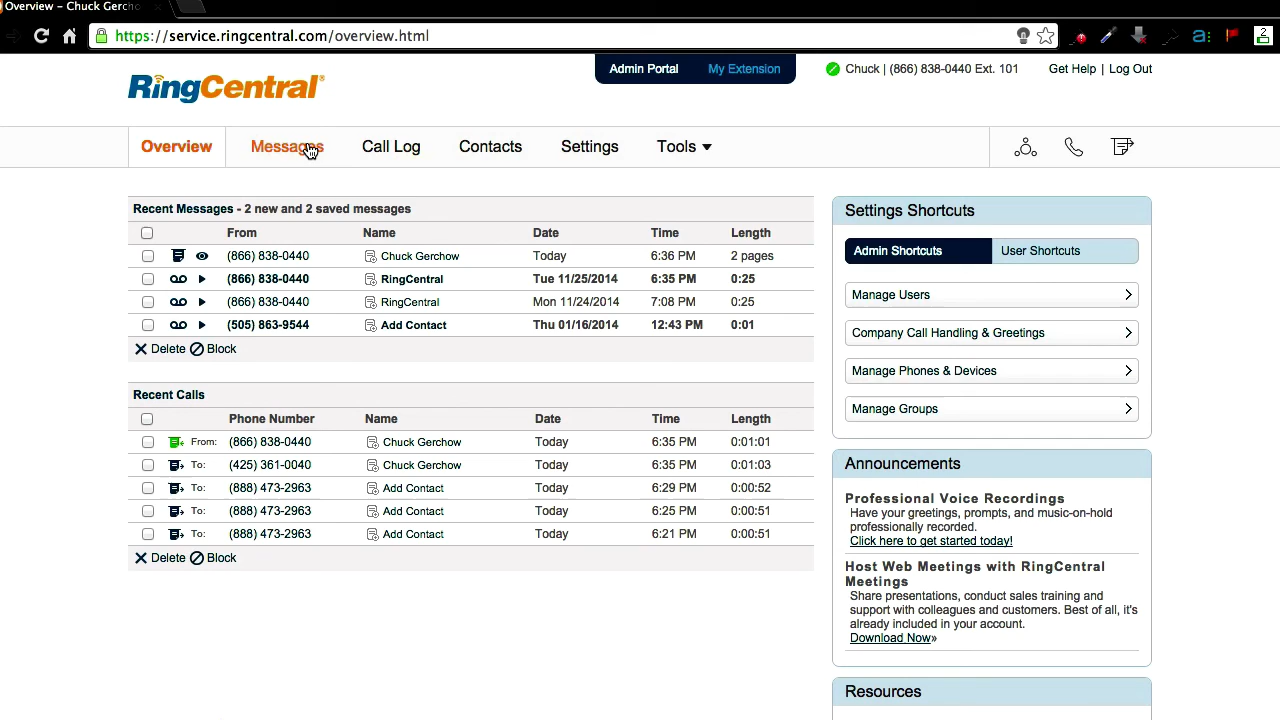 Overview – Chuck Gercho
https://service.ringcentral.com/overview.html
a:
2
RingCentral®
Admin Portal My Extension
Chuck | (866) 838-0440 Ext. 101
Get Help | Log Out
Overview Messages Call Log Contacts Settings Tools
Recent Messages - 2 new and 2 saved messages
From Name Date Time Length
(866) 838-0440 Chuck Gerchow Today 6:36 PM 2 pages
(866) 838-0440 RingCentral Tue 11/25/2014 6:35 PM 0:25
(866) 838-0440 RingCentral Mon 11/24/2014 7:08 PM 0:25
(505) 863-9544 Add Contact Thu 01/16/2014 12:43 PM 0:01
Delete Block
Recent Calls
Phone Number Name Date Time Length
From: (866) 838-0440 Chuck Gerchow Today 6:35 PM 0:01:01
To: (425) 361-0040 Chuck Gerchow Today 6:35 PM 0:01:03
To: (888) 473-2963 Add Contact Today 6:29 PM 0:00:52
To: (888) 473-2963 Add Contact Today 6:25 PM 0:00:51
To: (888) 473-2963 Add Contact Today 6:21 PM 0:00:51
Delete Block
Settings Shortcuts
Admin Shortcuts User Shortcuts
Manage Users
Company Call Handling & Greetings
Manage Phones & Devices
Manage Groups
Announcements
Professional Voice Recordings
Have your greetings, prompts, and music-on-hold
professionally recorded.
Click here to get started today!
Host Web Meetings with RingCentral
Meetings
Share presentations, conduct sales training and
support with colleagues and customers. Best of all, it's
already included in your account.
Download Now»
Resources